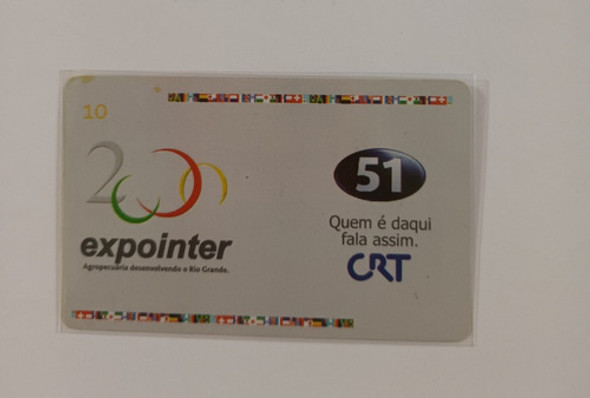 10
2000
expointer
Agropecuária desenvolvendo o Rio Grande.
51
Quem é daqui
fala assim.
CRT